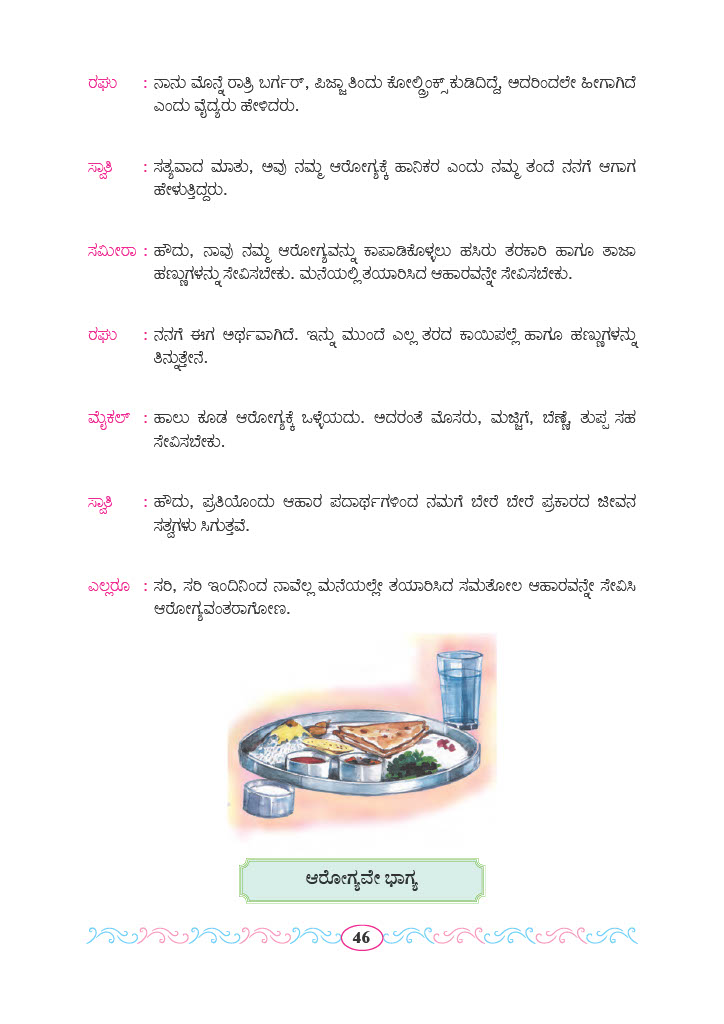 ರಘು : ನಾನು ಮೊನ್ನೆ ರಾತ್ರಿ ಬರ್ಗರ್, ಪಿಜ್ಜಾ ತಿಂದು ಕೋಲ್ಡ್ರಿಂಕ್ಸ್ ಕುಡಿದಿದ್ದೆ, ಅದರಿಂದಲೇ ಹೀಗಾಗಿದೆ
ಎಂದು ವೈದ್ಯರು ಹೇಳಿದರು.
ಸ್ವಾತಿ : ಸತ್ಯವಾದ ಮಾತು, ಅವು ನಮ್ಮ ಆರೋಗ್ಯಕ್ಕೆ ಹಾನಿಕರ ಎಂದು ನಮ್ಮ ತಂದೆ ನನಗೆ ಆಗಾಗ
ಹೇಳುತ್ತಿದ್ದರು.
ಸಮೀರಾ : ಹೌದು, ನಾವು ನಮ್ಮ ಆರೋಗ್ಯವನ್ನು ಕಾಪಾಡಿಕೊಳ್ಳಲು ಹಸಿರು ತರಕಾರಿ ಹಾಗೂ ತಾಜಾ
ಹಣ್ಣುಗಳನ್ನು ಸೇವಿಸಬೇಕು. ಮನೆಯಲ್ಲಿ ತಯಾರಿಸಿದ ಆಹಾರವನ್ನೇ ಸೇವಿಸಬೇಕು.
ರಘು : ನನಗೆ ಈಗ ಅರ್ಥವಾಗಿದೆ. ಇನ್ನು ಮುಂದೆ ಎಲ್ಲ ತರದ ಕಾಯಿಪಲ್ಲೆ ಹಾಗೂ ಹಣ್ಣುಗಳನ್ನು
ತಿನ್ನುತ್ತೇನೆ.
ಮೈಕಲ್ : ಹಾಲು ಕೂಡ ಆರೋಗ್ಯಕ್ಕೆ ಒಳ್ಳೆಯದು. ಅದರಂತೆ ಮೊಸರು, ಮಜ್ಜಿಗೆ, ಬೆಣ್ಣೆ, ತುಪ್ಪ ಸಹ
ಸೇವಿಸಬೇಕು.
ಸ್ವಾತಿ : ಹೌದು, ಪ್ರತಿಯೊಂದು ಆಹಾರ ಪದಾರ್ಥಗಳಿಂದ ನಮಗೆ ಬೇರೆ ಬೇರೆ ಪ್ರಕಾರದ ಜೀವನ
ಸತ್ವಗಳು ಸಿಗುತ್ತವೆ.
ಎಲ್ಲರೂ : ಸರಿ, ಸರಿ ಇಂದಿನಿಂದ ನಾವೆಲ್ಲ ಮನೆಯಲ್ಲೇ ತಯಾರಿಸಿದ ಸಮತೋಲ ಆಹಾರವನ್ನೇ ಸೇವಿಸಿ
ಆರೋಗ್ಯವಂತರಾಗೋಣ.
ಆರೋಗ್ಯವೇ ಭಾಗ್ಯ
46